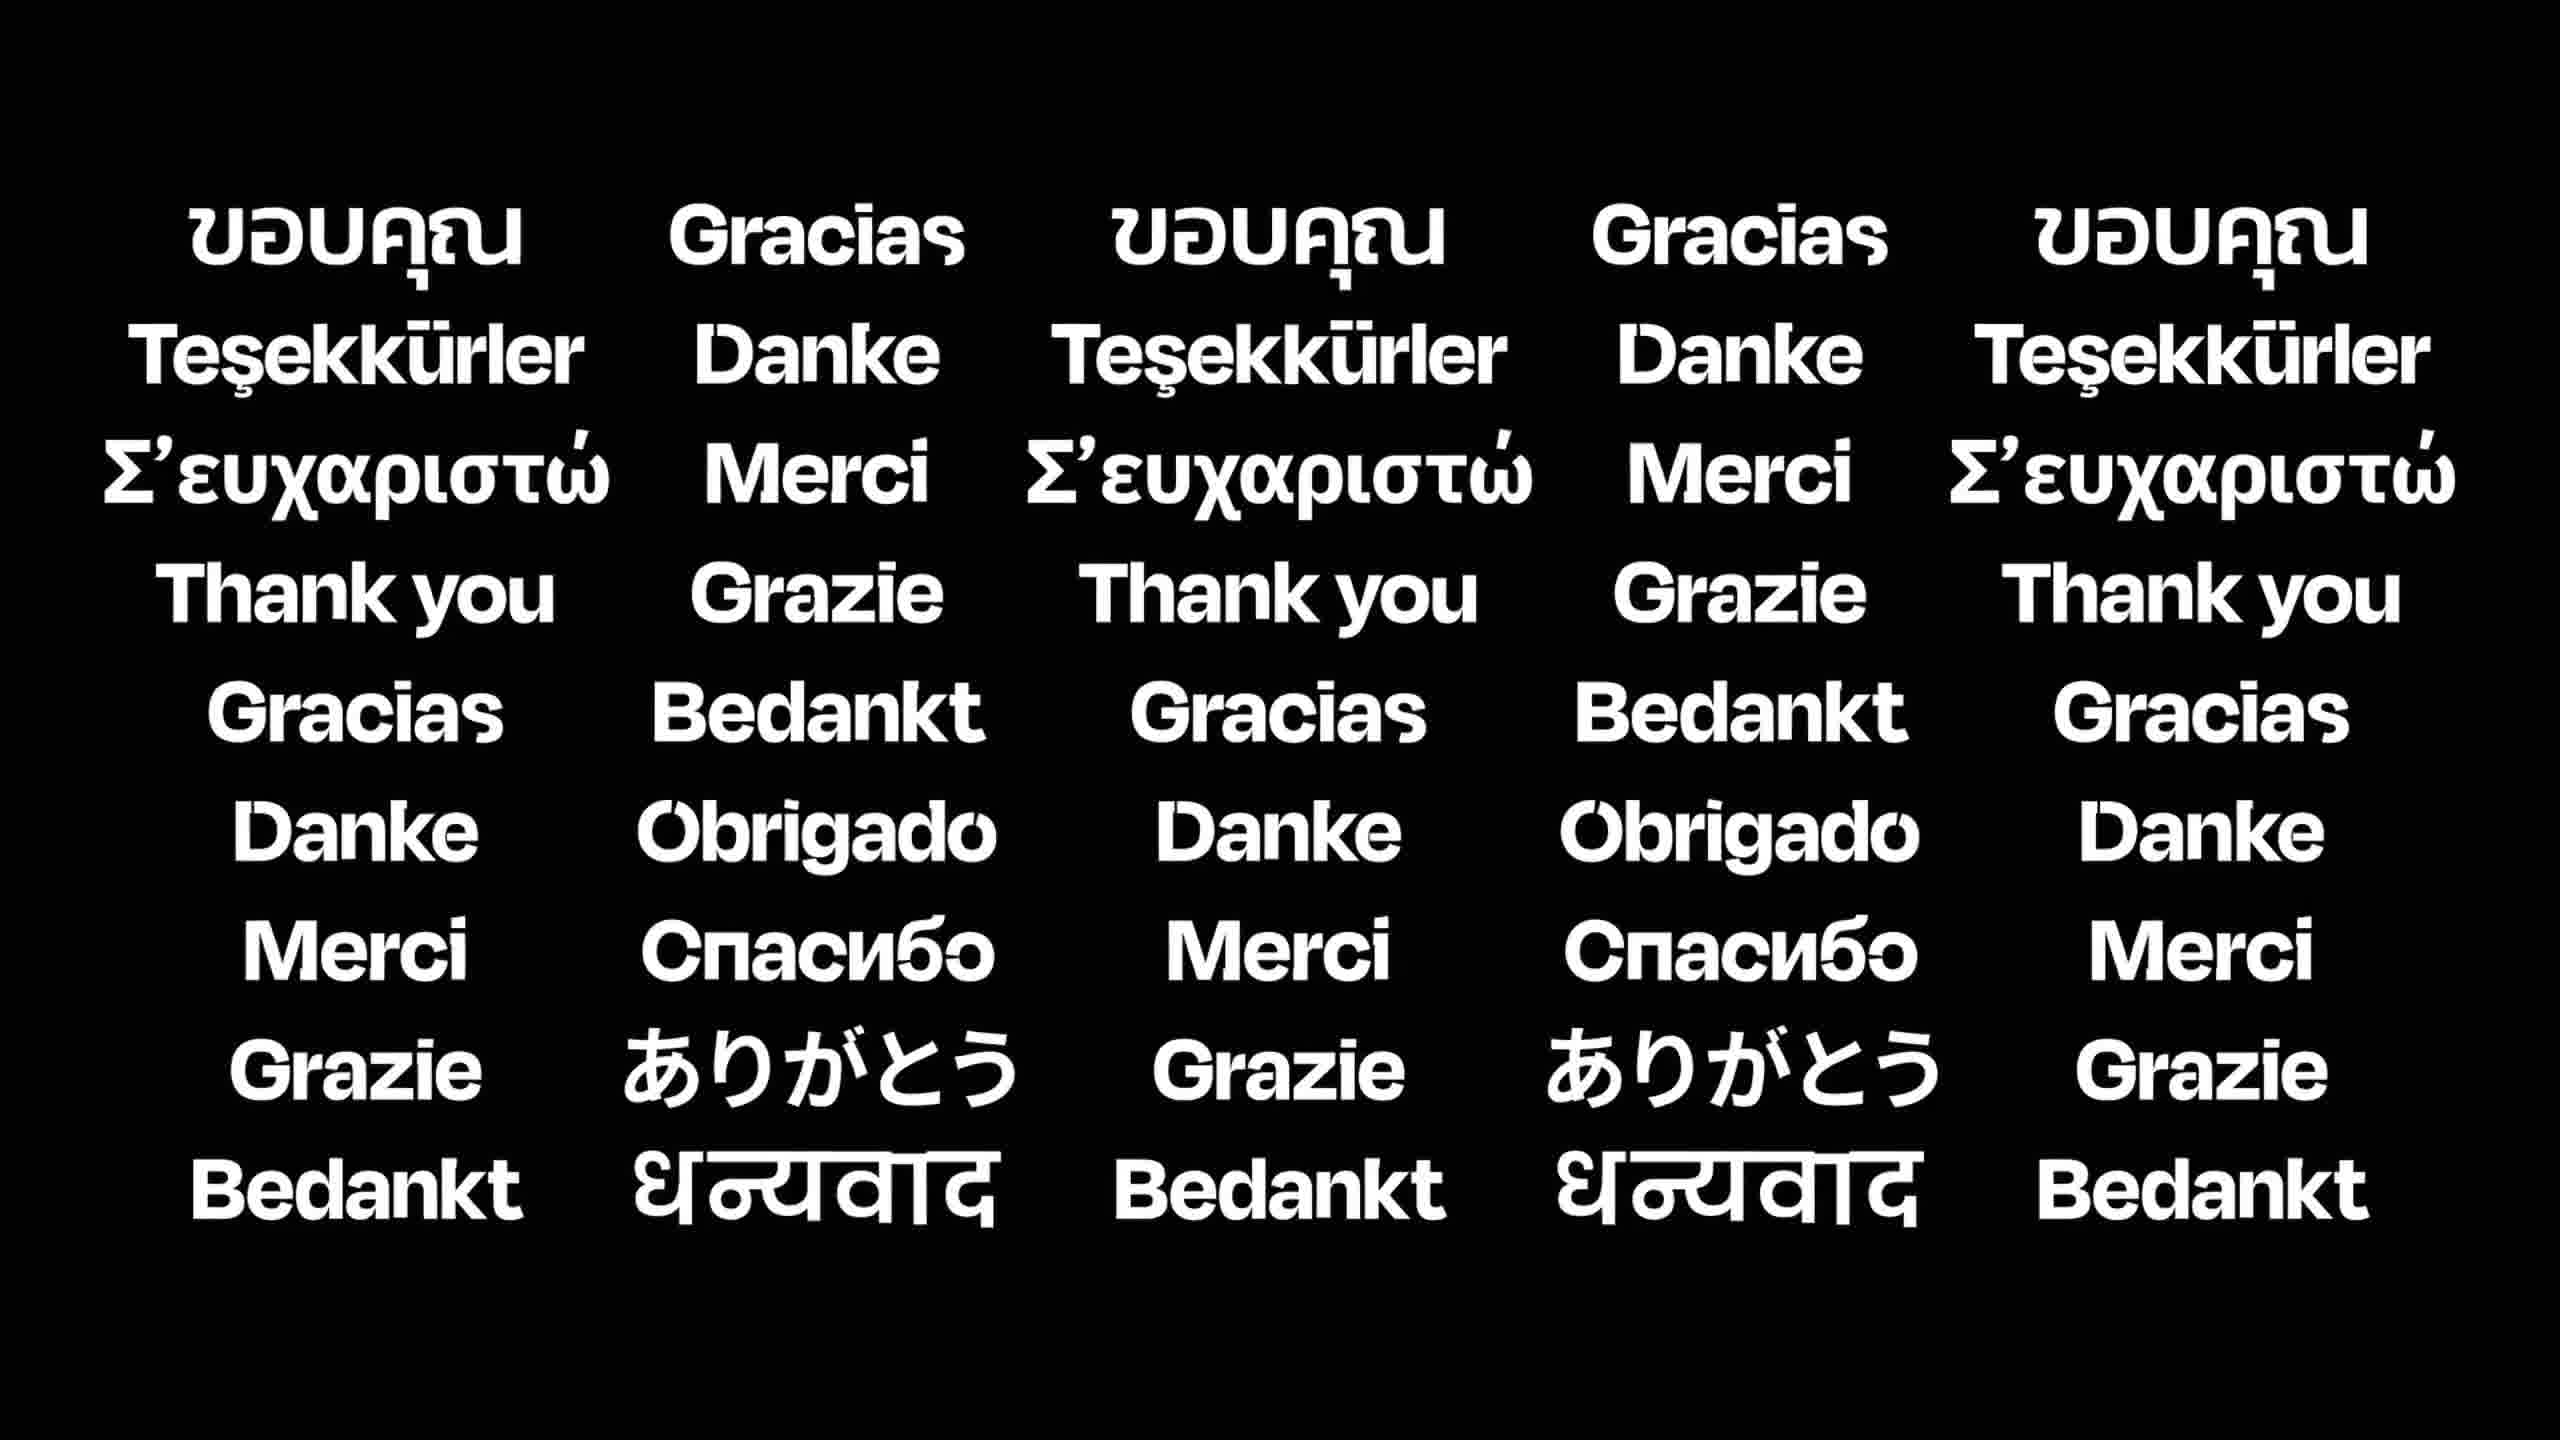 ขอบคุณ Gracias ขอบคุณ Gracias ขอบคุณ
Teşekkürler Danke Teşekkürler Danke Teşekkürler
Σ’ευχαριστώ Merci Σ’ευχαριστώ Merci Σ’ευχαριστώ
Thank you Grazie Thank you Grazie Thank you
Gracias Bedankt Gracias Bedankt Gracias
Danke Obrigado Danke Obrigado Danke
Merci Спасибо Merci Спасибо Merci
Grazie ありがとう Grazie ありがとう Grazie
Bedankt धन्यवाद Bedankt धन्यवाद Bedankt